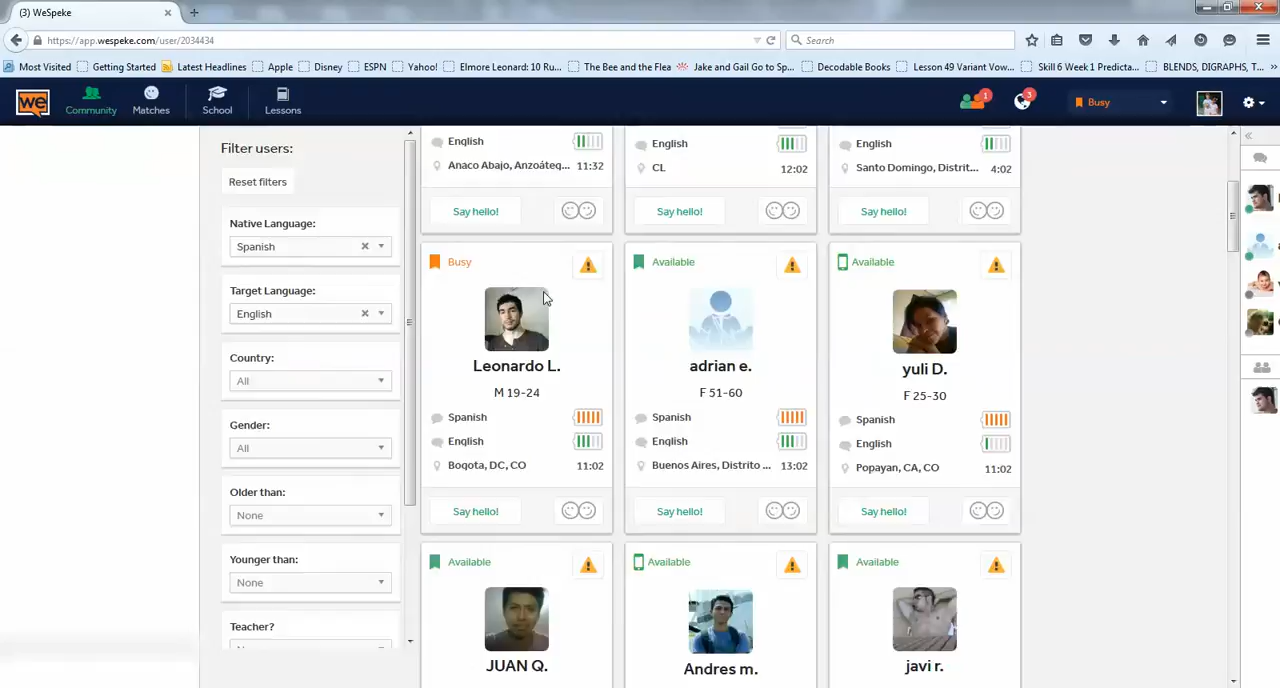 (3) WeSpeke
https://app.wespeke.com/user/2034434
Search
Most Visited
Getting Started
Latest Headlines
Apple
Disney
ESPN
Yahoo!
Elmore Leonard: 10 Ru...
The Bee and the Flea
Jake and Gail Go to Sp...
Decodable Books
Lesson 49 Variant Vow...
Skill 6 Week 1 Predicta...
BLENDS, DIGRAPHS, T...
we
Community
Matches
School
Lessons
1
3
Busy
Filter users:
Reset filters
Native Language:
Spanish
Target Language:
English
Country:
All
Gender:
All
Older than:
None
Younger than:
None
Teacher?
English
Anaco Abajo, Anzoáteg... 11:32
Say hello!
English
CL 12:02
Say hello!
English
Santo Domingo, Distrit... 4:02
Say hello!
Busy
Leonardo L.
M 19-24
Spanish
English
Bogota, DC, CO 11:02
Say hello!
Available
adrian e.
F 51-60
Spanish
English
Buenos Aires, Distrito ... 13:02
Say hello!
Available
yuli D.
F 25-30
Spanish
English
Popayan, CA, CO 11:02
Say hello!
Available
JUAN Q.
Available
Andres m.
Available
javi r.